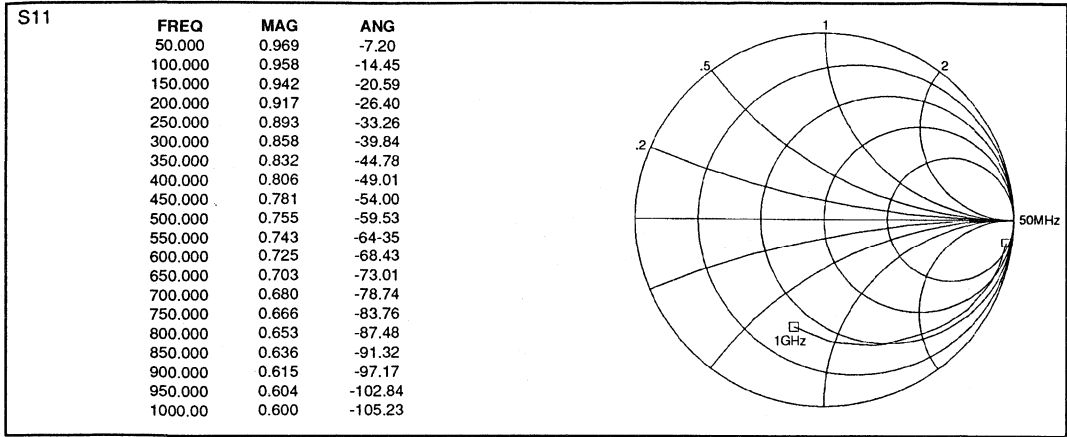 S11
FREQ MAG ANG
50.000 0.969 -7.20
100.000 0.958 -14.45
150.000 0.942 -20.59
200.000 0.917 -26.40
250.000 0.893 -33.26
300.000 0.858 -39.84
350.000 0.832 -44.78
400.000 0.806 -49.01
450.000 0.781 -54.00
500.000 0.755 -59.53
550.000 0.743 -64-35
600.000 0.725 -68.43
650.000 0.703 -73.01
700.000 0.680 -78.74
750.000 0.666 -83.76
800.000 0.653 -87.48
850.000 0.636 -91.32
900.000 0.615 -97.17
950.000 0.604 -102.84
1000.00 0.600 -105.23
1
.5
2
.2
50MHz
1GHz